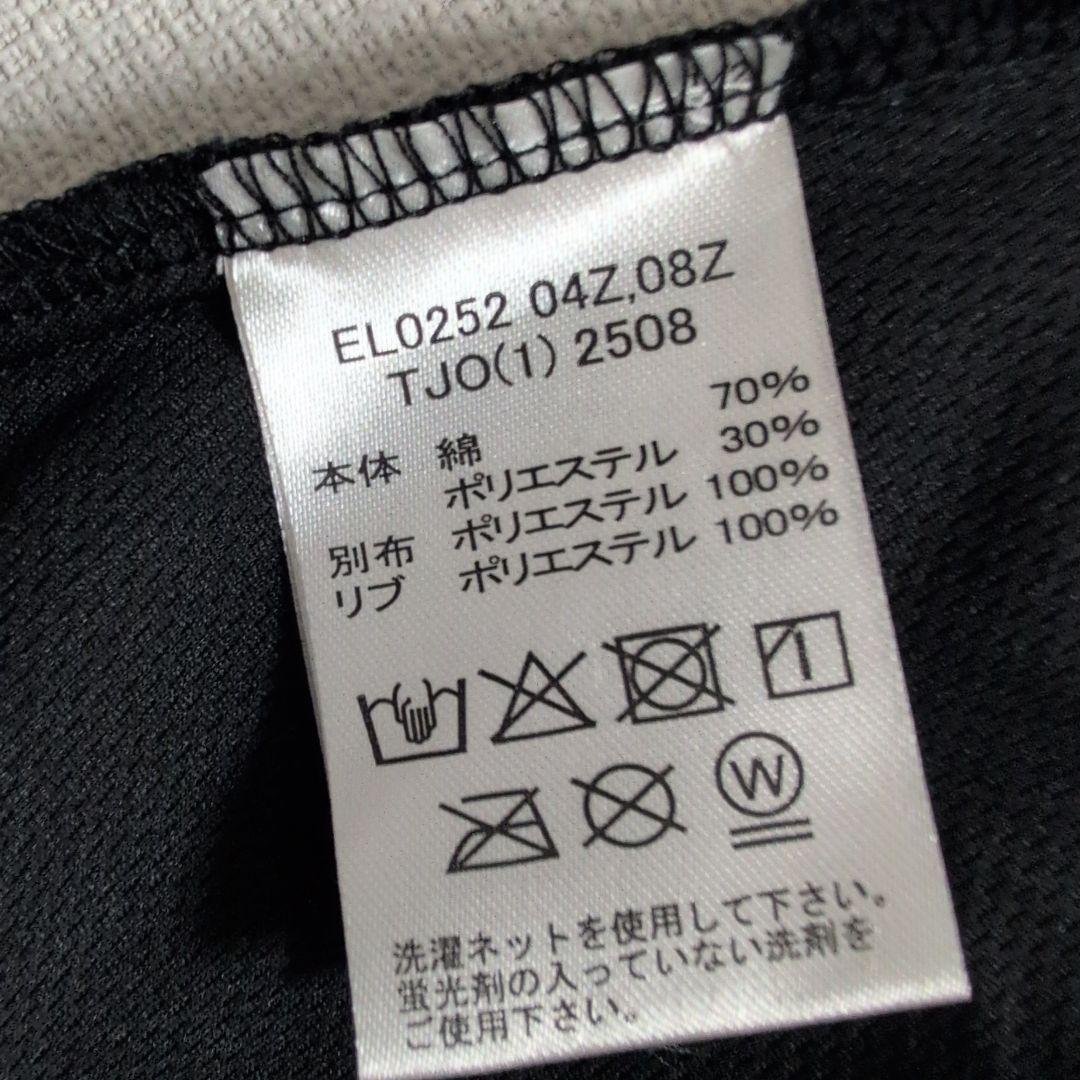 EL0252 04Z,08Z
TJO(1) 2508
本体 綿 70%
ポリエステル 30%
別布 ポリエステル 100%
リブ ポリエステル 100%
W
洗濯ネットを使用して下さい。
蛍光剤の入っていない洗剤を
ご使用下さい。